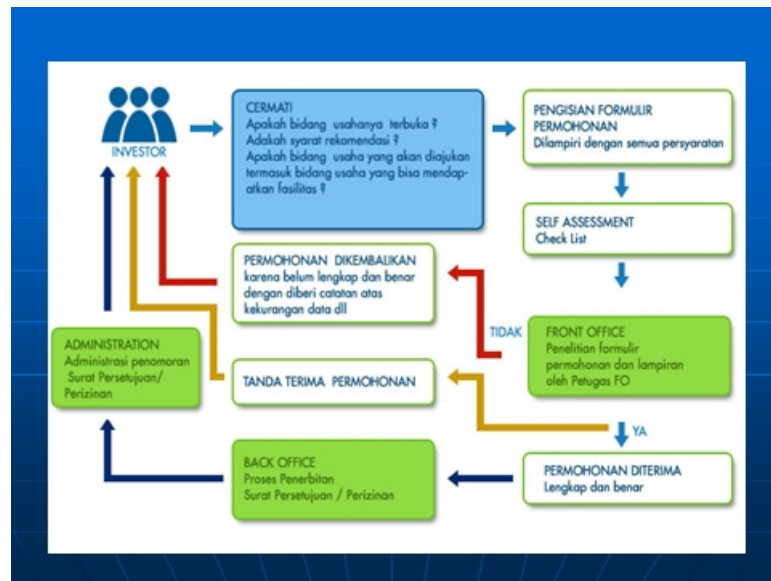 INVESTOR
CERMATI
Apakah bidang usahanya terbuka ?
Adakah syarat rekomendasi ?
Apakah bidang usaha yang akan diajukan
termasuk bidang usaha yang bisa mendap-
atkan fasilitas ?
PENGISIAN FORMULIR
PERMOHONAN
Dilampiri dengan semua persyaratan
SELF ASSESSMENT
Check List
PERMOHONAN DIKEMBALIKAN
karena belum lengkap dan benar
dengan diberi catatan atas
kekurangan data dll
TIDAK
FRONT OFFICE
Penelitian formulir
permohonan dan lampiran
oleh Petugas FO
ADMINISTRATION
Administrasi penomoran
Surat Persetujuan/
Perizinan
TANDA TERIMA PERMOHONAN
YA
BACK OFFICE
Proses Penerbitan
Surat Persetujuan / Perizinan
PERMOHONAN DITERIMA
Lengkap dan benar